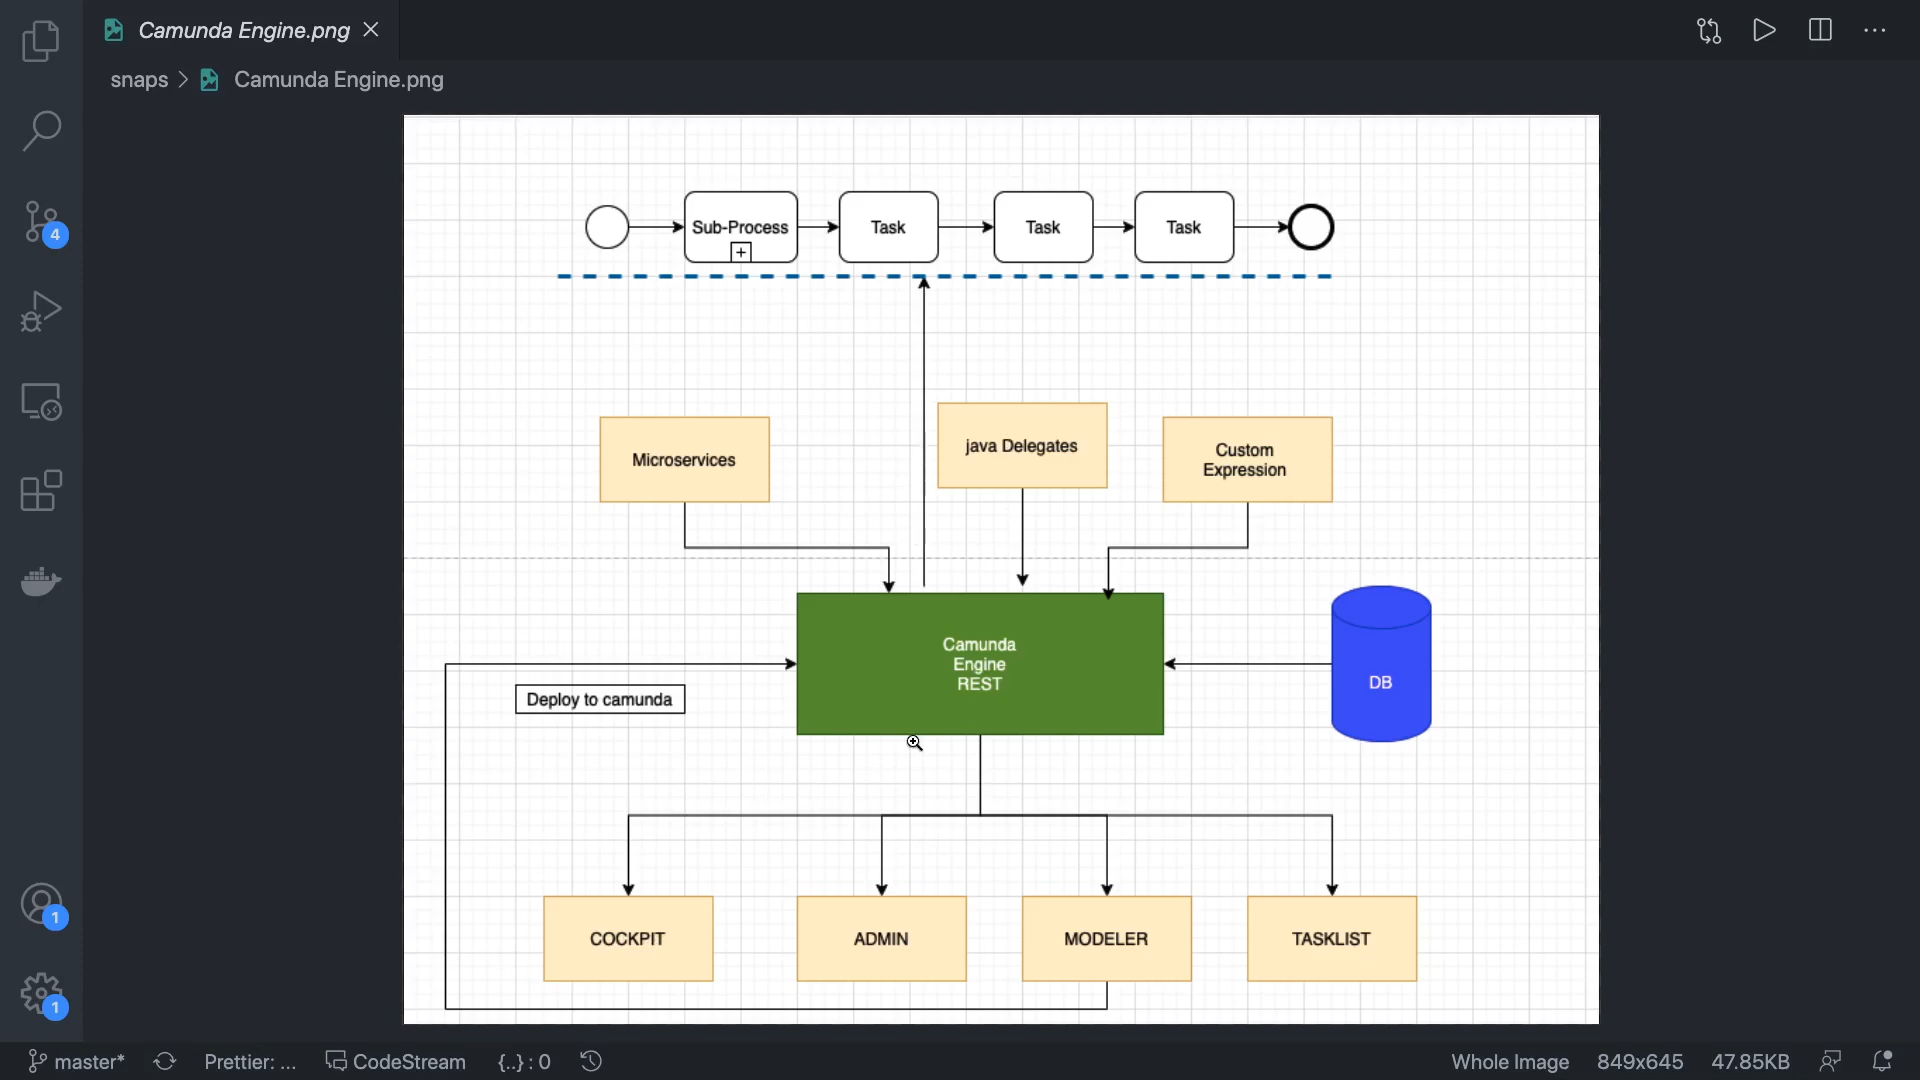 Camunda Engine.png
snaps > Camunda Engine.png
Sub-Process
Task
Task
Task
Microservices
java Delegates
Custom
Expression
Camunda
Engine
REST
DB
Deploy to camunda
COCKPIT
ADMIN
MODELER
TASKLIST
4
1
1
master*
Prettier: ...
CodeStream
{..} : 0
Whole Image
849x645
47.85KB